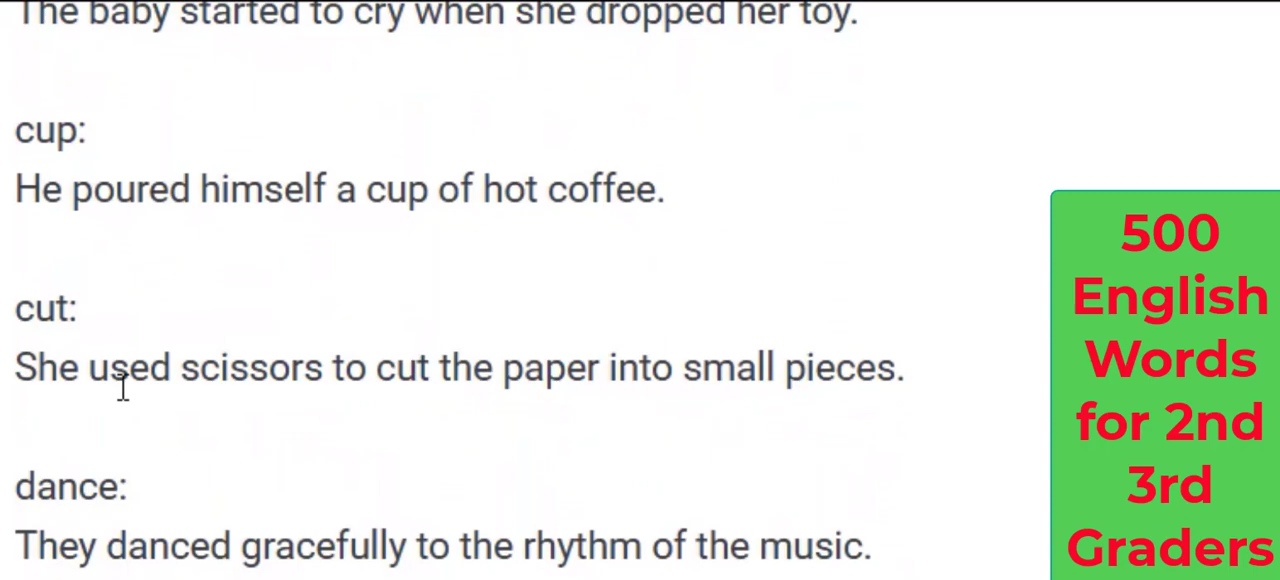 The baby started to cry when she dropped her toy.
cup:
He poured himself a cup of hot coffee.
cut:
She used scissors to cut the paper into small pieces.
dance:
They danced gracefully to the rhythm of the music.
500
English
Words
for 2nd
3rd
Graders